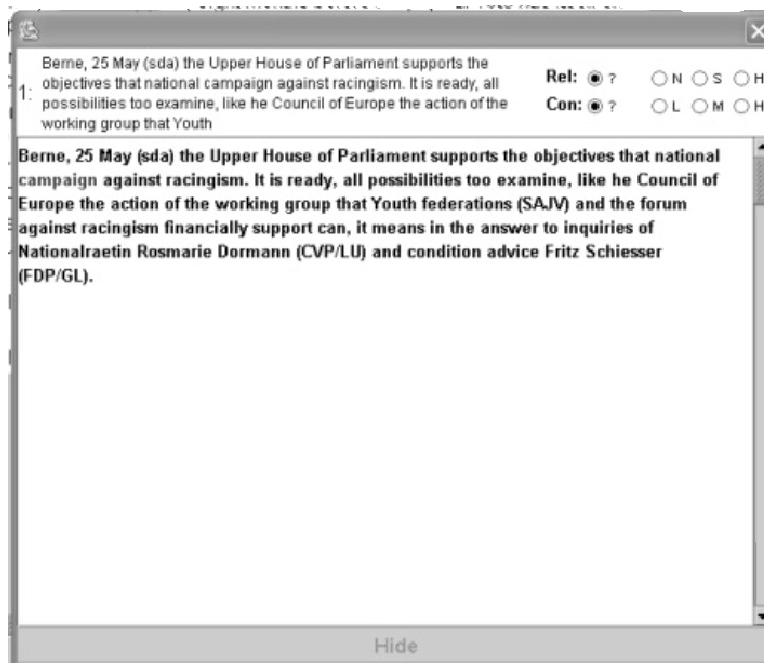 Berne, 25 May (sda) the Upper House of Parliament supports the
objectives that national campaign against racingism. It is ready, all
possibilities too examine, like he Council of Europe the action of the
working group that Youth
1:
Rel: ? N S H
Con: ? L M H
Berne, 25 May (sda) the Upper House of Parliament supports the objectives that national
campaign against racingism. It is ready, all possibilities too examine, like he Council of
Europe the action of the working group that Youth federations (SAJV) and the forum
against racingism financially support can, it means in the answer to inquiries of
Nationalraetin Rosmarie Dormann (CVP/LU) and condition advice Fritz Schiesser
(FDP/GL).
Hide